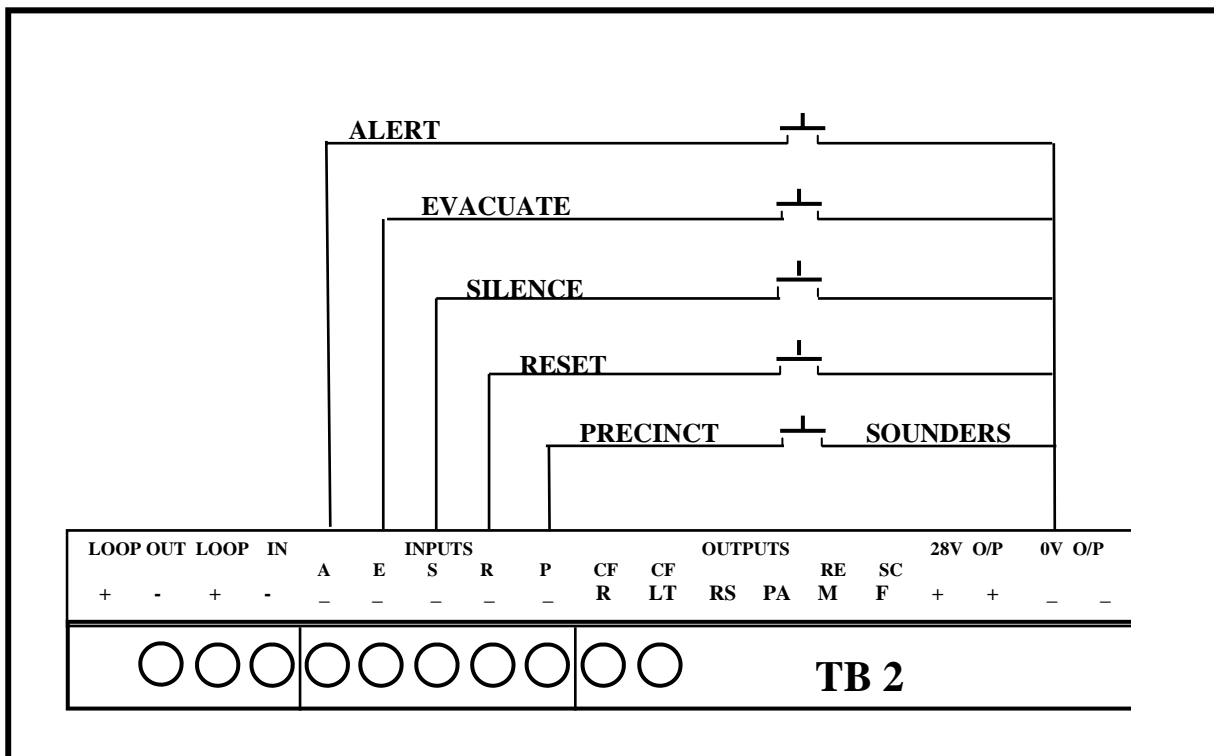 ALERT
EVACUATE
SILENCE
RESET
PRECINCT SOUNDERS
LOOP OUT LOOP IN INPUTS OUTPUTS 28V O/P 0V O/P
A E S R P CF CF RE SC
+ - + - _ _ _ _ _ R LT RS PA M F + + _ _
TB 2